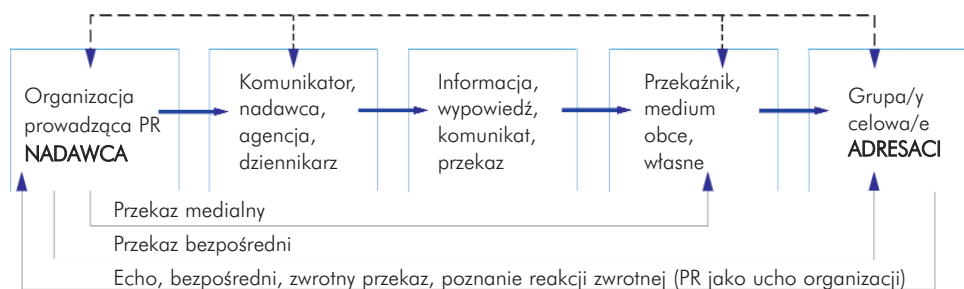 Organizacja
prowadząca PR
NADAWCA
Komunikator,
nadawca,
agencja,
dziennikarz
Informacja,
wypowiedź,
komunikat,
przekaz
Przekaźnik,
medium
obce,
własne
Grupa/y
celowa/e
ADRESACI
Przekaz medialny
Przekaz bezpośredni
Echo, bezpośredni, zwrotny przekaz, poznanie reakcji zwrotnej (PR jako ucho organizacji)